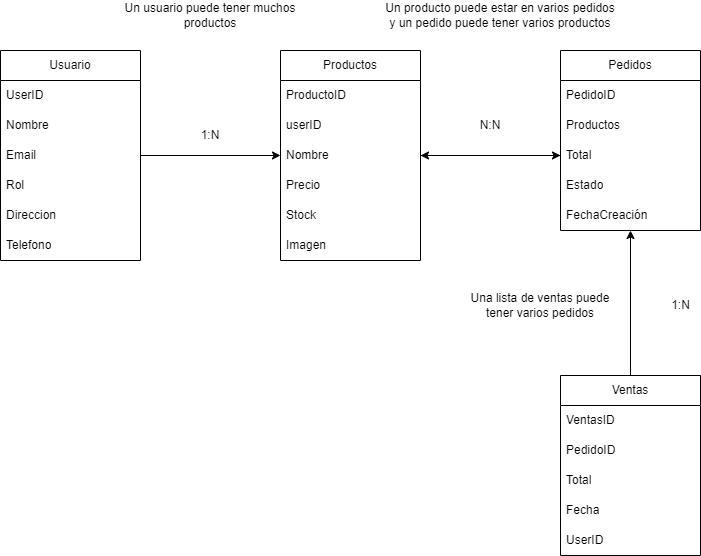 Un usuario puede tener muchos
productos
Un producto puede estar en varios pedidos
y un pedido puede tener varios productos
Usuario
UserID
Nombre
Email
Rol
Direccion
Telefono
1:N
Productos
ProductoID
userID
Nombre
Precio
Stock
Imagen
N:N
Pedidos
PedidoID
Productos
Total
Estado
FechaCreación
Una lista de ventas puede
tener varios pedidos
1:N
Ventas
VentasID
PedidoID
Total
Fecha
UserID